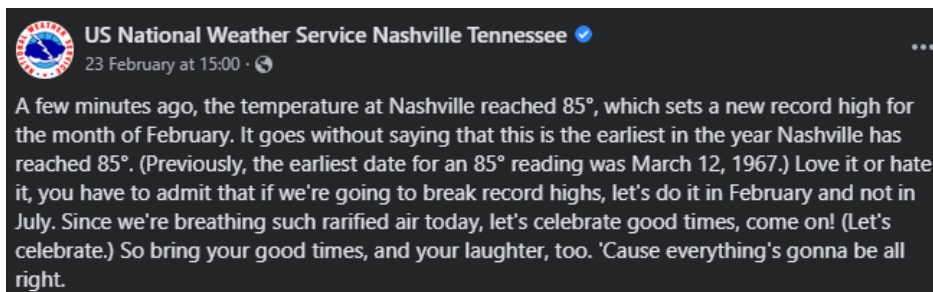 US National Weather Service Nashville Tennessee
23 February at 15:00 ·
A few minutes ago, the temperature at Nashville reached 85°, which sets a new record high for
the month of February. It goes without saying that this is the earliest in the year Nashville has
reached 85°. (Previously, the earliest date for an 85° reading was March 12, 1967.) Love it or hate
it, you have to admit that if we're going to break record highs, let's do it in February and not in
July. Since we're breathing such rarified air today, let's celebrate good times, come on! (Let's
celebrate.) So bring your good times, and your laughter, too. 'Cause everything's gonna be all
right.